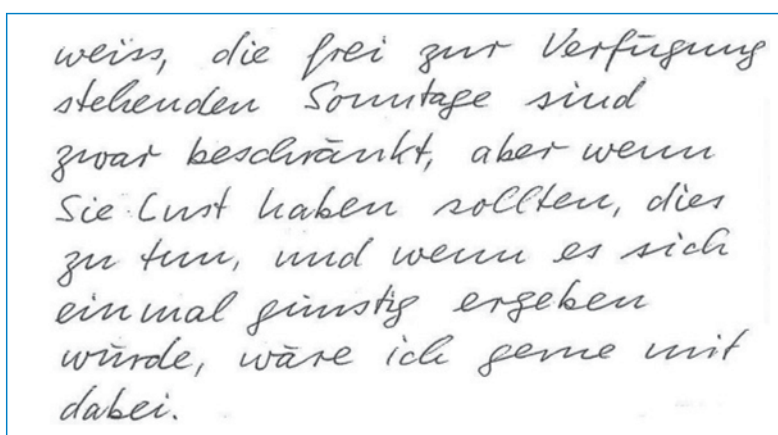 weiss, die frei zur Verfügung
stehenden Sonntage sind
zwar beschränkt, aber wenn
Sie Lust haben sollten, dies
zu tun, und wenn es sich
einmal günstig ergeben
würde, wäre ich gerne mit
dabei.